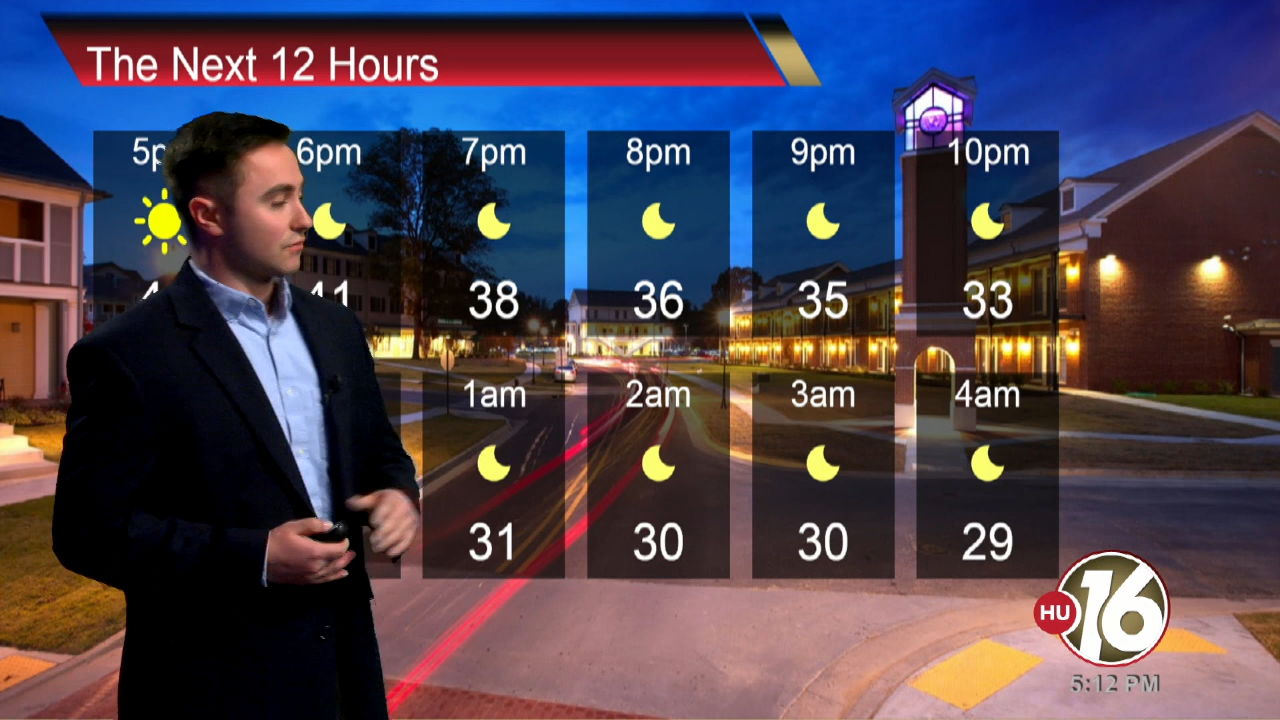 The Next 12 Hours
6pm 7pm 8pm 9pm 10pm
38 36 35 33
1am 2am 3am 4am
31 30 30 29
HU 16
5:12 PM